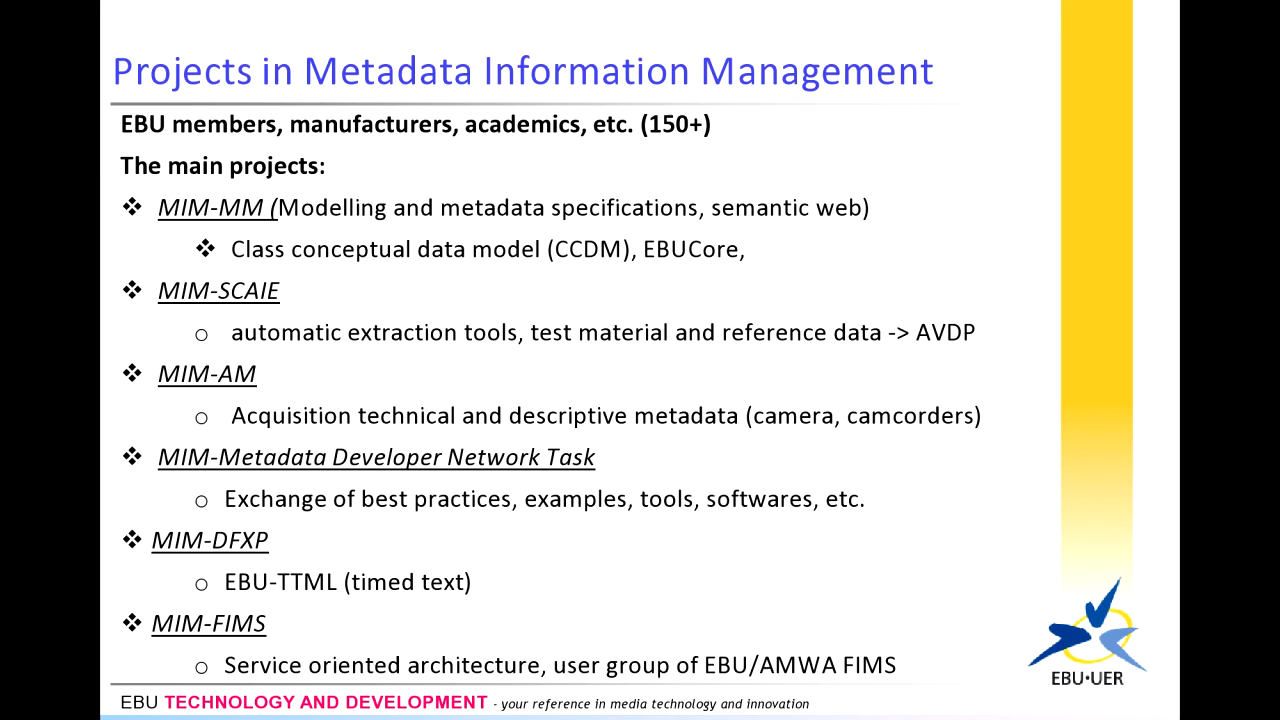 Projects in Metadata Information Management
EBU members, manufacturers, academics, etc. (150+)
The main projects:
❖ MIM-MM (Modelling and metadata specifications, semantic web)
❖ Class conceptual data model (CCDM), EBUCore,
❖ MIM-SCAIE
o automatic extraction tools, test material and reference data -> AVDP
❖ MIM-AM
o Acquisition technical and descriptive metadata (camera, camcorders)
❖ MIM-Metadata Developer Network Task
o Exchange of best practices, examples, tools, softwares, etc.
❖ MIM-DFXP
o EBU-TTML (timed text)
❖ MIM-FIMS
o Service oriented architecture, user group of EBU/AMWA FIMS
EBU·UER
EBU TECHNOLOGY AND DEVELOPMENT - your reference in media technology and innovation